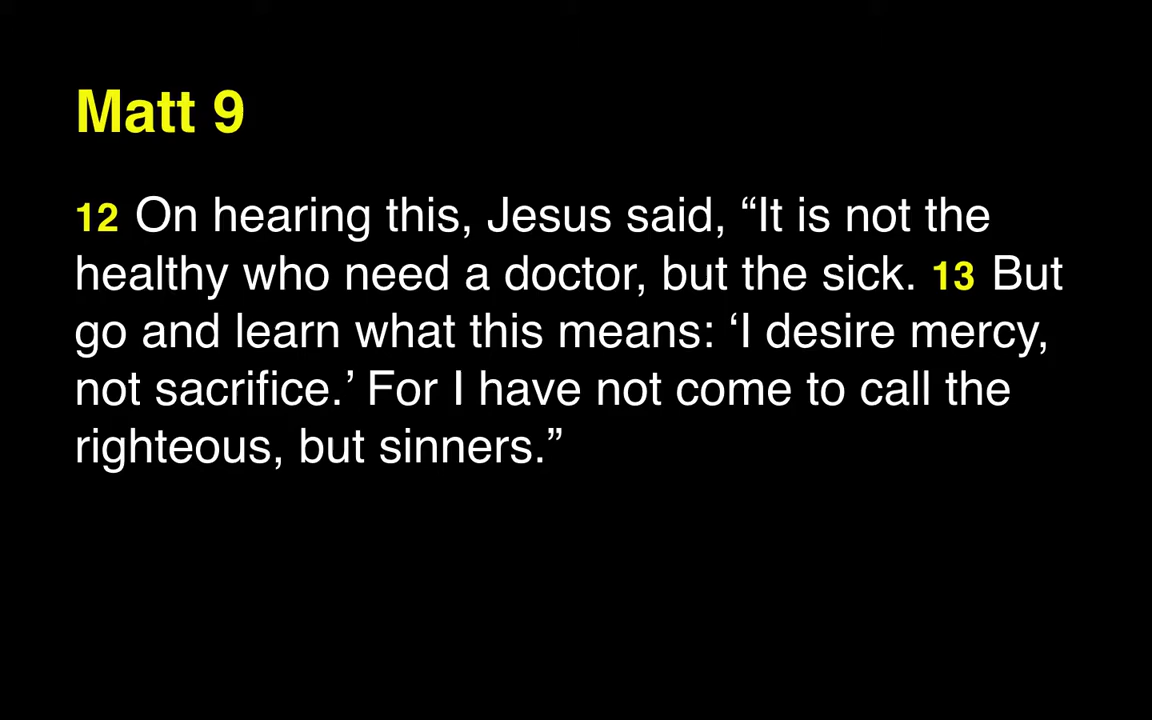 Matt 9
12 On hearing this, Jesus said, “It is not the
healthy who need a doctor, but the sick. 13 But
go and learn what this means: ‘I desire mercy,
not sacrifice.’ For I have not come to call the
righteous, but sinners.”